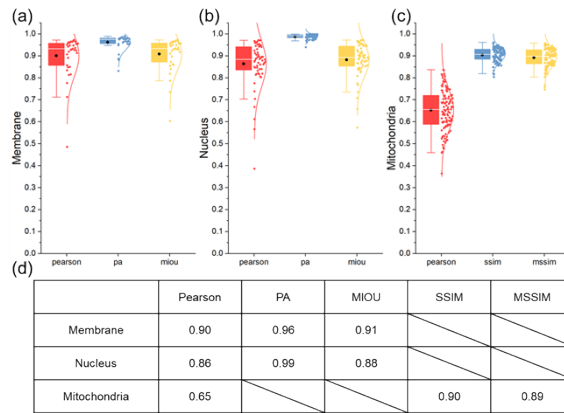 (a)
(b)
(c)
Membrane
1.0
0.9
0.8
0.7
0.6
0.5
0.4
0.3
0.2
0.1
0.0
pearson pa miou
Nucleus
1.0
0.9
0.8
0.7
0.6
0.5
0.4
0.3
0.2
0.1
0.0
pearson pa miou
Mitochondria
1.0
0.9
0.8
0.7
0.6
0.5
0.4
0.3
0.2
0.1
0.0
pearson ssim mssim
(d)
Pearson PA MIOU SSIM MSSIM
Membrane 0.90 0.96 0.91
Nucleus 0.86 0.99 0.88
Mitochondria 0.65 0.90 0.89